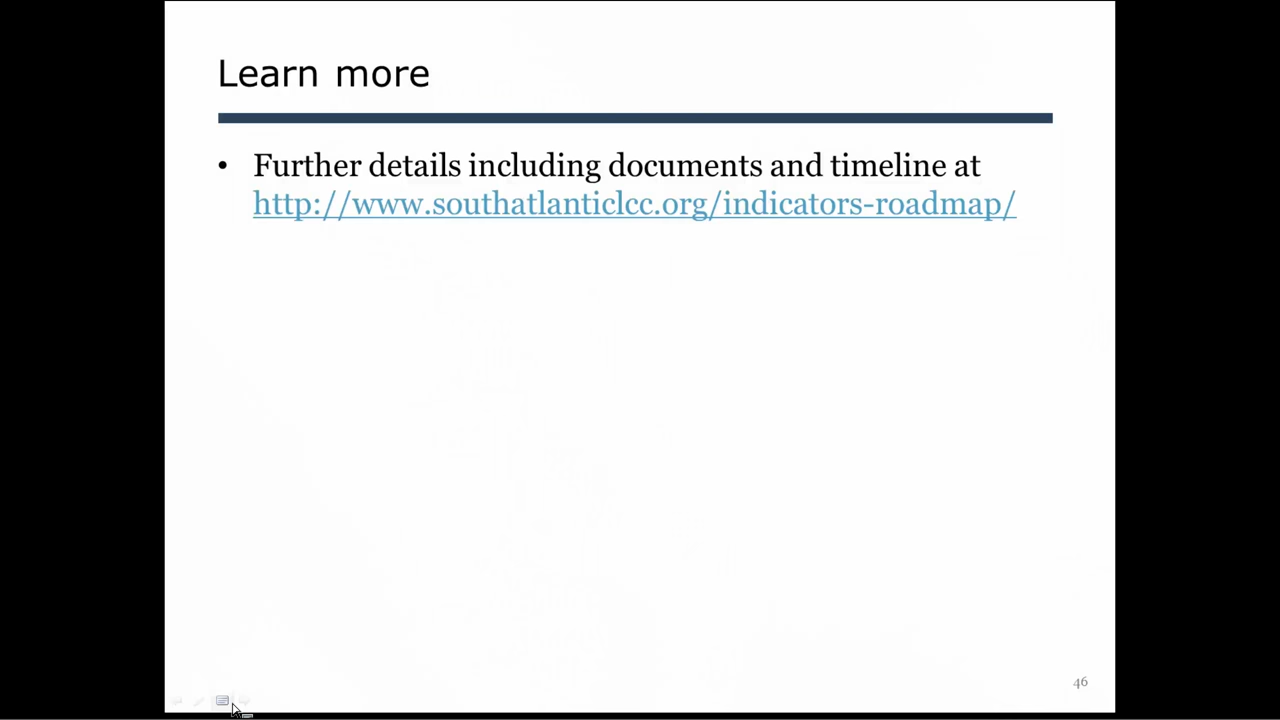 Learn more
• Further details including documents and timeline at
http://www.southatlanticlcc.org/indicators-roadmap/
46